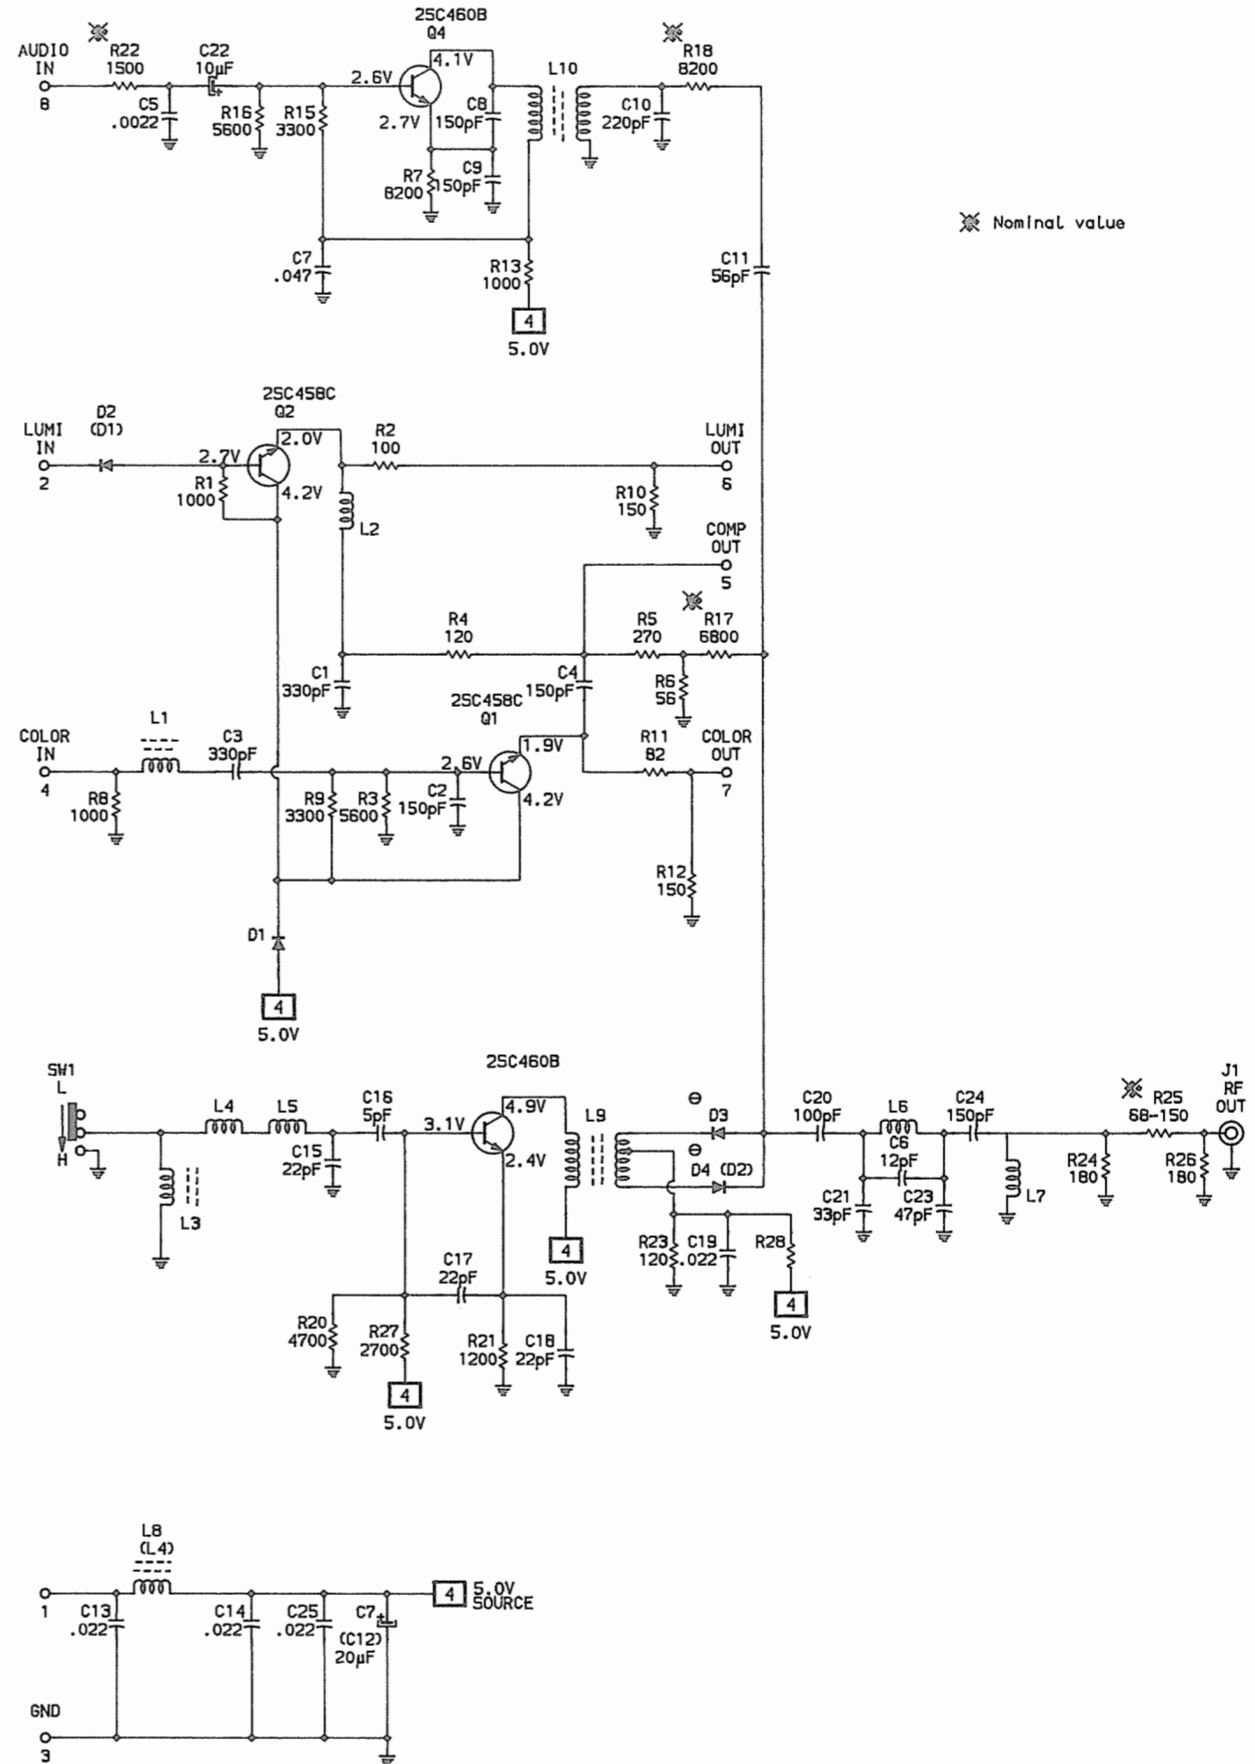 2SC460B
Q4
AUDIO
IN
8
R22
1500
C22
10µF
+
C5
.0022
R16
5600
R15
3300
2.6V
4.1V
2.7V
C8
150pF
R7
8200
C9
150pF
L10
R18
8200
C10
220pF
C7
.047
R13
1000
4
5.0V
C11
56pF
Nominal value
2SC458C
Q2
LUMI
IN
2
D2
(D1)
2.7V
2.0V
4.2V
R1
1000
R2
100
L2
LUMI
OUT
6
R10
150
COMP
OUT
5
R4
120
R5
270
R17
6800
C1
330pF
C4
150pF
R6
56
2SC458C
Q1
COLOR
IN
4
L1
C3
330pF
2.6V
1.9V
4.2V
R11
82
COLOR
OUT
7
R8
1000
R9
3300
R3
5600
C2
150pF
R12
150
D1
4
5.0V
2SC460B
SW1
L
H
L4
L5
C16
5pF
3.1V
4.9V
2.4V
C15
22pF
L3
L9
D3
D4 (D2)
C20
100pF
L6
C6
12pF
C24
150pF
R25
68-150
J1
RF
OUT
C21
33pF
C23
47pF
L7
R24
180
R26
180
4
5.0V
R23
120
C19
.022
R28
4
5.0V
C17
22pF
R20
4700
R27
2700
R21
1200
C18
22pF
4
5.0V
L8
(L4)
1
4
5.0V
SOURCE
C13
.022
C14
.022
C25
.022
C7
+
(C12)
20µF
GND
3